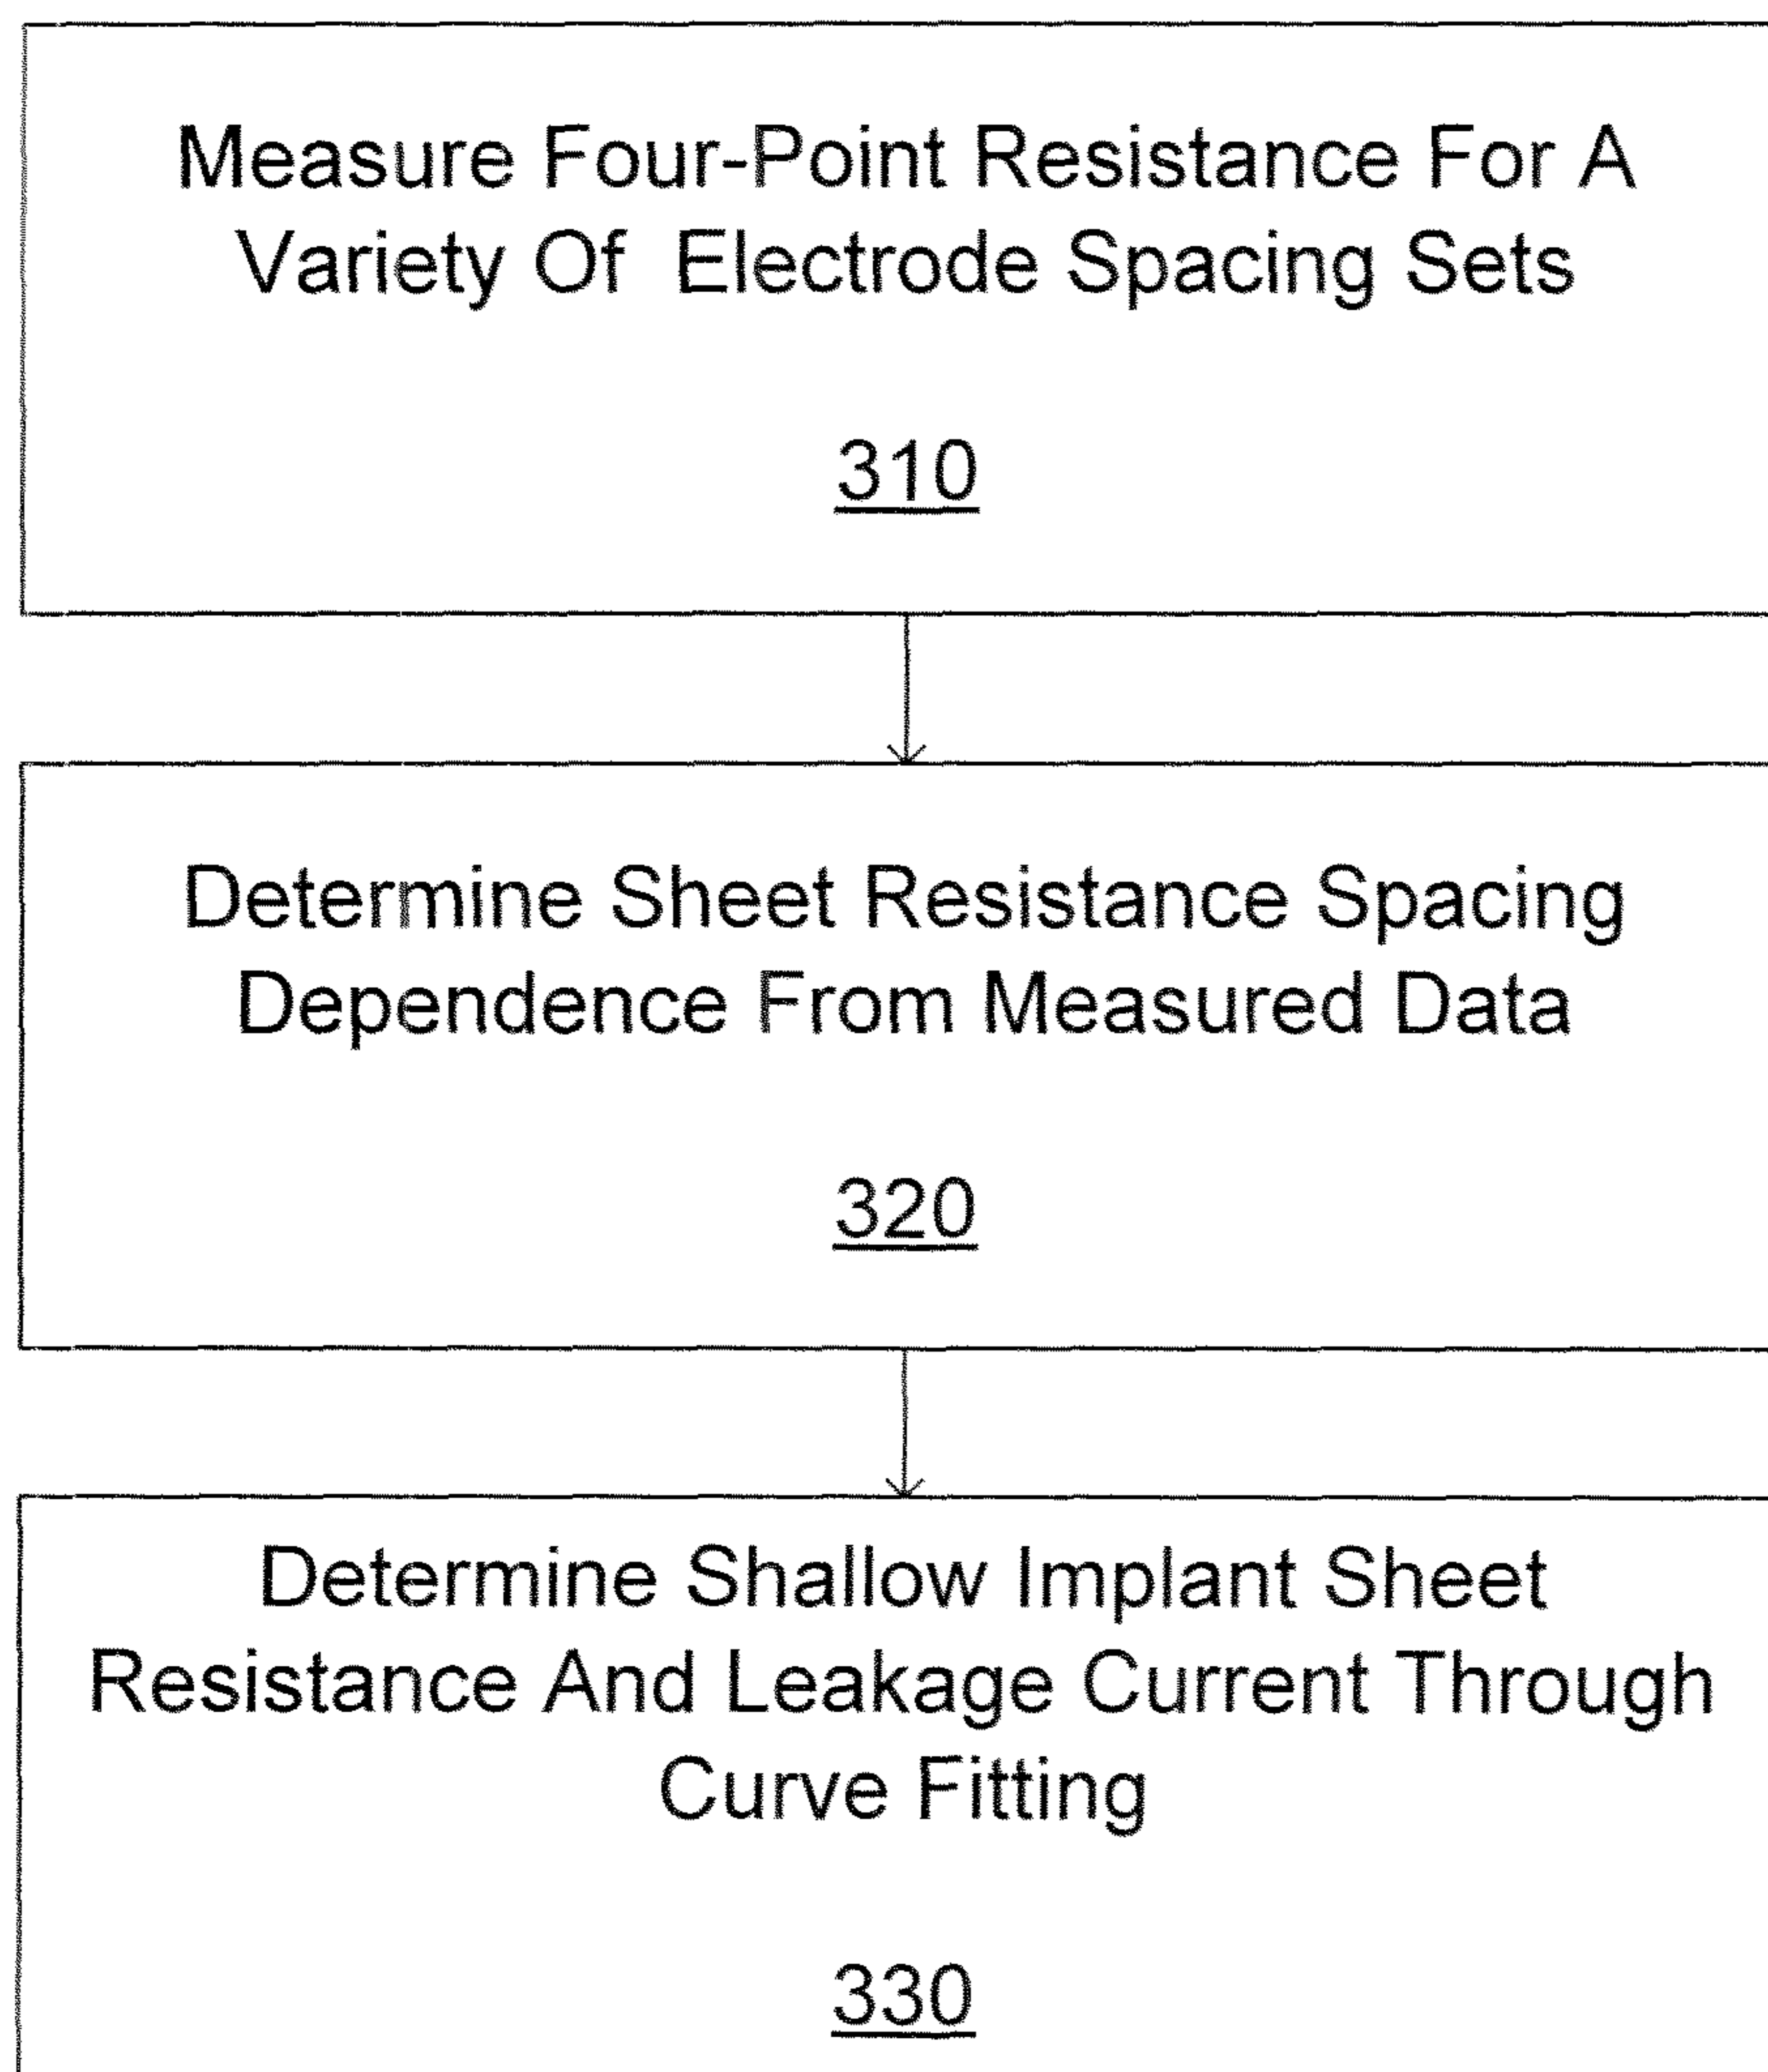 Measure Four-Point Resistance For A
Variety Of Electrode Spacing Sets
310
Determine Sheet Resistance Spacing
Dependence From Measured Data
320
Determine Shallow Implant Sheet
Resistance And Leakage Current Through
Curve Fitting
330